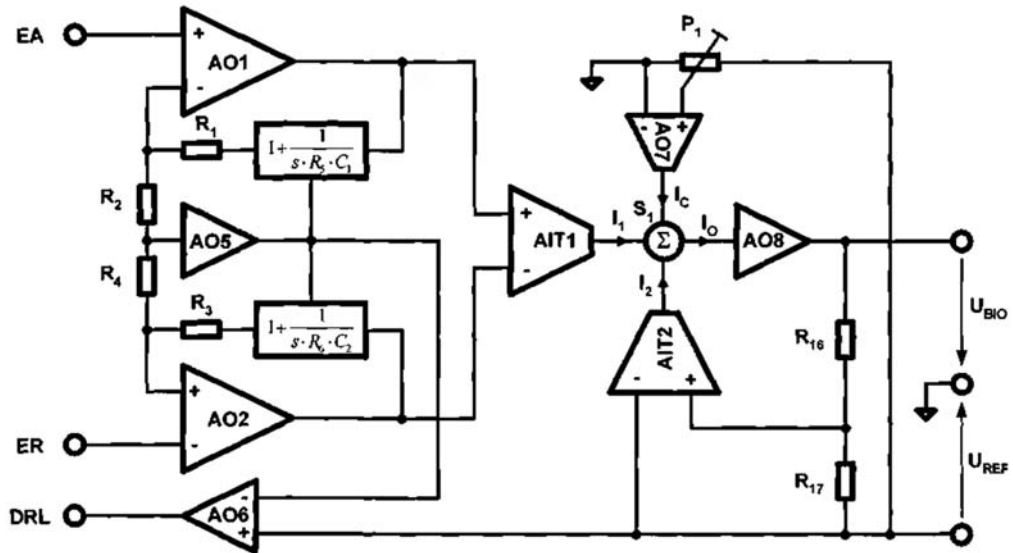 EA
+
-
AO1
R1
1+ 1/(s·R5·C1)
R2
AO5
R4
R3
1+ 1/(s·R6·C2)
+
-
AO2
ER
DRL
-
+
AO6
+
-
AIT1
P1
-
+
AO7
IC
S1
I1
Σ
IO
I2
AO8
AIT2
-
+
R16
R17
UBIO
UREF